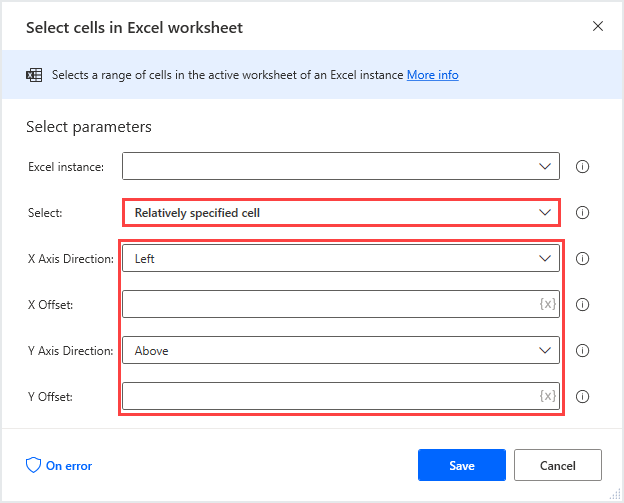 Select cells in Excel worksheet
Selects a range of cells in the active worksheet of an Excel instance More info
Select parameters
Excel instance:
Select: Relatively specified cell
X Axis Direction: Left
X Offset: {x}
Y Axis Direction: Above
Y Offset: {x}
On error Save Cancel